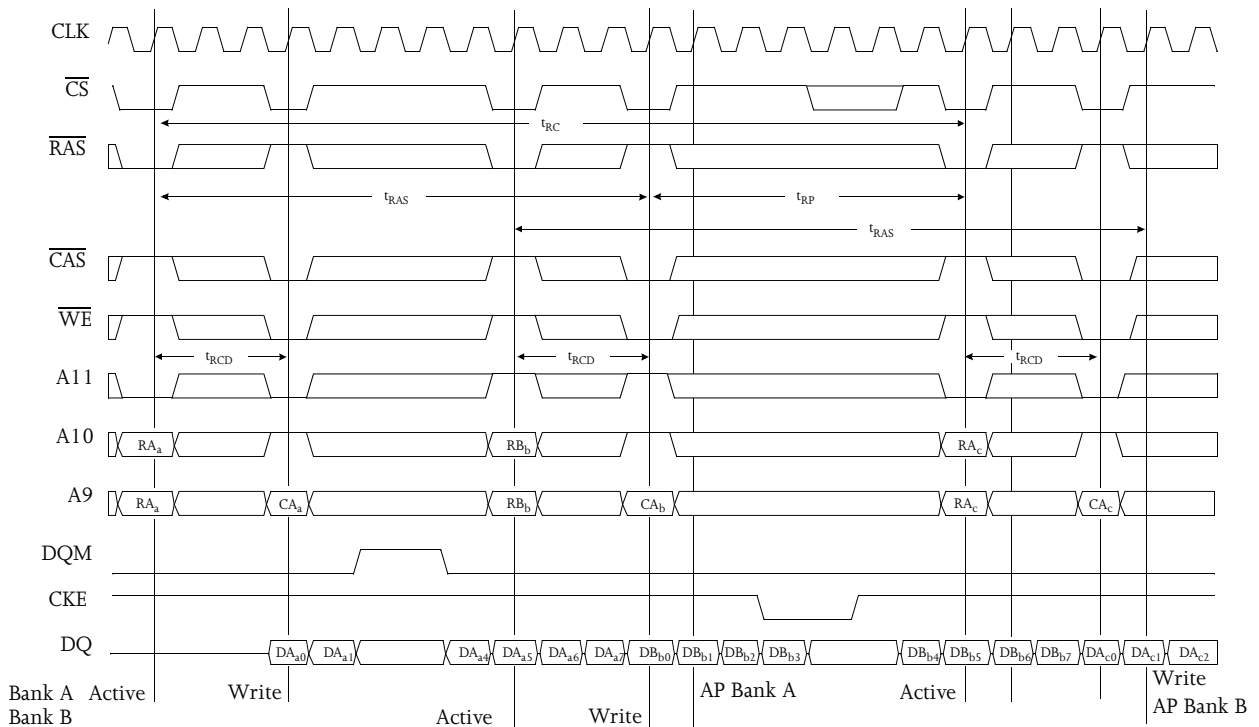 CLK
CS
t_RC
RAS
t_RAS t_RP
t_RAS
CAS
WE
t_RCD t_RCD t_RCD
A11
A10 RA_a RB_b RA_c
A9 RA_a CA_a RB_b CA_b RA_c CA_c
DQM
CKE
DQ DA_a0 DA_a1 DA_a4 DA_a5 DA_a6 DA_a7 DB_b0 DB_b1 DB_b2 DB_b3 DB_b4 DB_b5 DB_b6 DB_b7 DA_c0 DA_c1 DA_c2
Bank A Active Write AP Bank A Active Write
Bank B Active Write AP Bank B